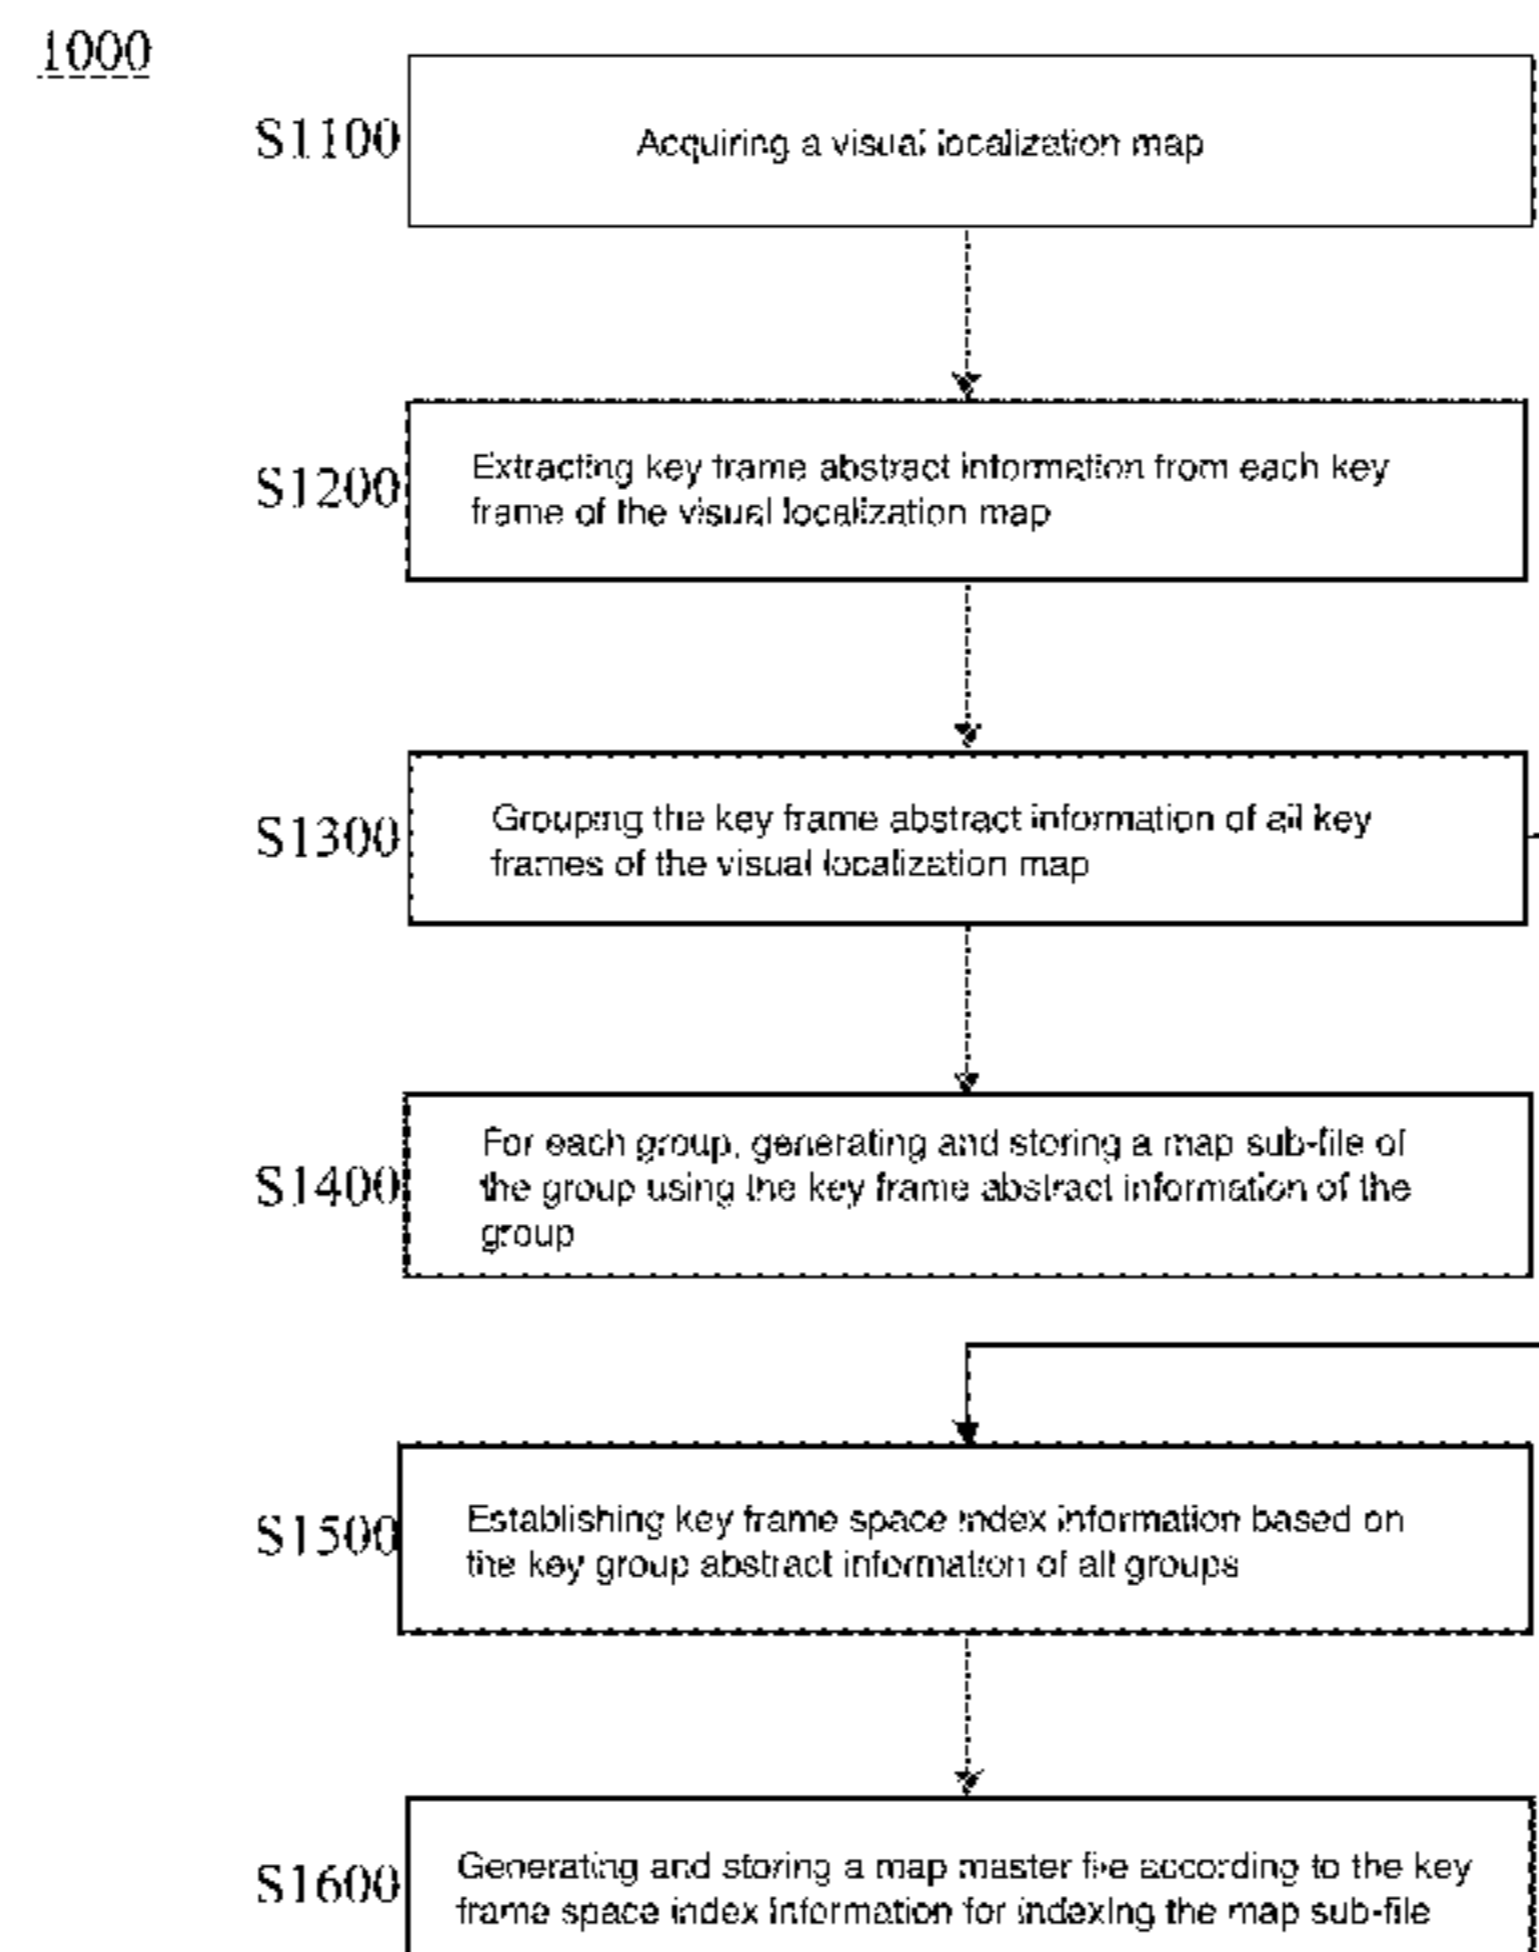 1000
S1100
Acquiring a visual localization map
S1200
Extracting key frame abstract information from each key
frame of the visual localization map
S1300
Grouping the key frame abstract information of all key
frames of the visual localization map
S1400
For each group, generating and storing a map sub-file of
the group using the key frame abstract information of the
group
S1500
Establishing key frame space index information based on
the key group abstract information of all groups
S1600
Generating and storing a map master file according to the key
frame space index information for indexing the map sub-file